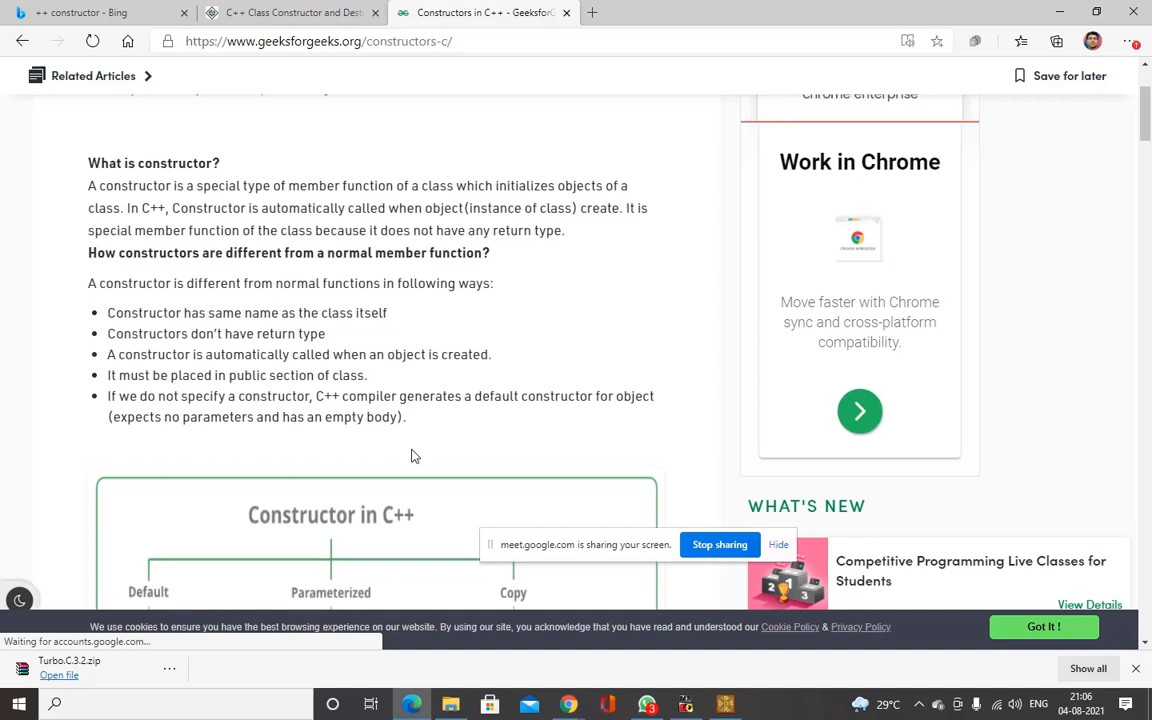 ++ constructor - Bing
C++ Class Constructor and Dest
Constructors in C++ - GeeksforG
https://www.geeksforgeeks.org/constructors-c/
Related Articles
Save for later
chrome enterprise
Work in Chrome
What is constructor?
A constructor is a special type of member function of a class which initializes objects of a
class. In C++, Constructor is automatically called when object(instance of class) create. It is
special member function of the class because it does not have any return type.
How constructors are different from a normal member function?
A constructor is different from normal functions in following ways:
• Constructor has same name as the class itself
• Constructors don't have return type
• A constructor is automatically called when an object is created.
• It must be placed in public section of class.
• If we do not specify a constructor, C++ compiler generates a default constructor for object
(expects no parameters and has an empty body).
Move faster with Chrome
sync and cross-platform
compatibility.
Constructor in C++
Default
Parameterized
Copy
meet.google.com is sharing your screen.
Stop sharing
Hide
WHAT'S NEW
Competitive Programming Live Classes for
Students
View Details
We use cookies to ensure you have the best browsing experience on our website. By using our site, you acknowledge that you have read and understood our Cookie Policy & Privacy Policy
Got It !
Waiting for accounts.google.com...
Turbo.C.3.2.zip
Open file
Show all
3
29°C
ENG
21:06
04-08-2021